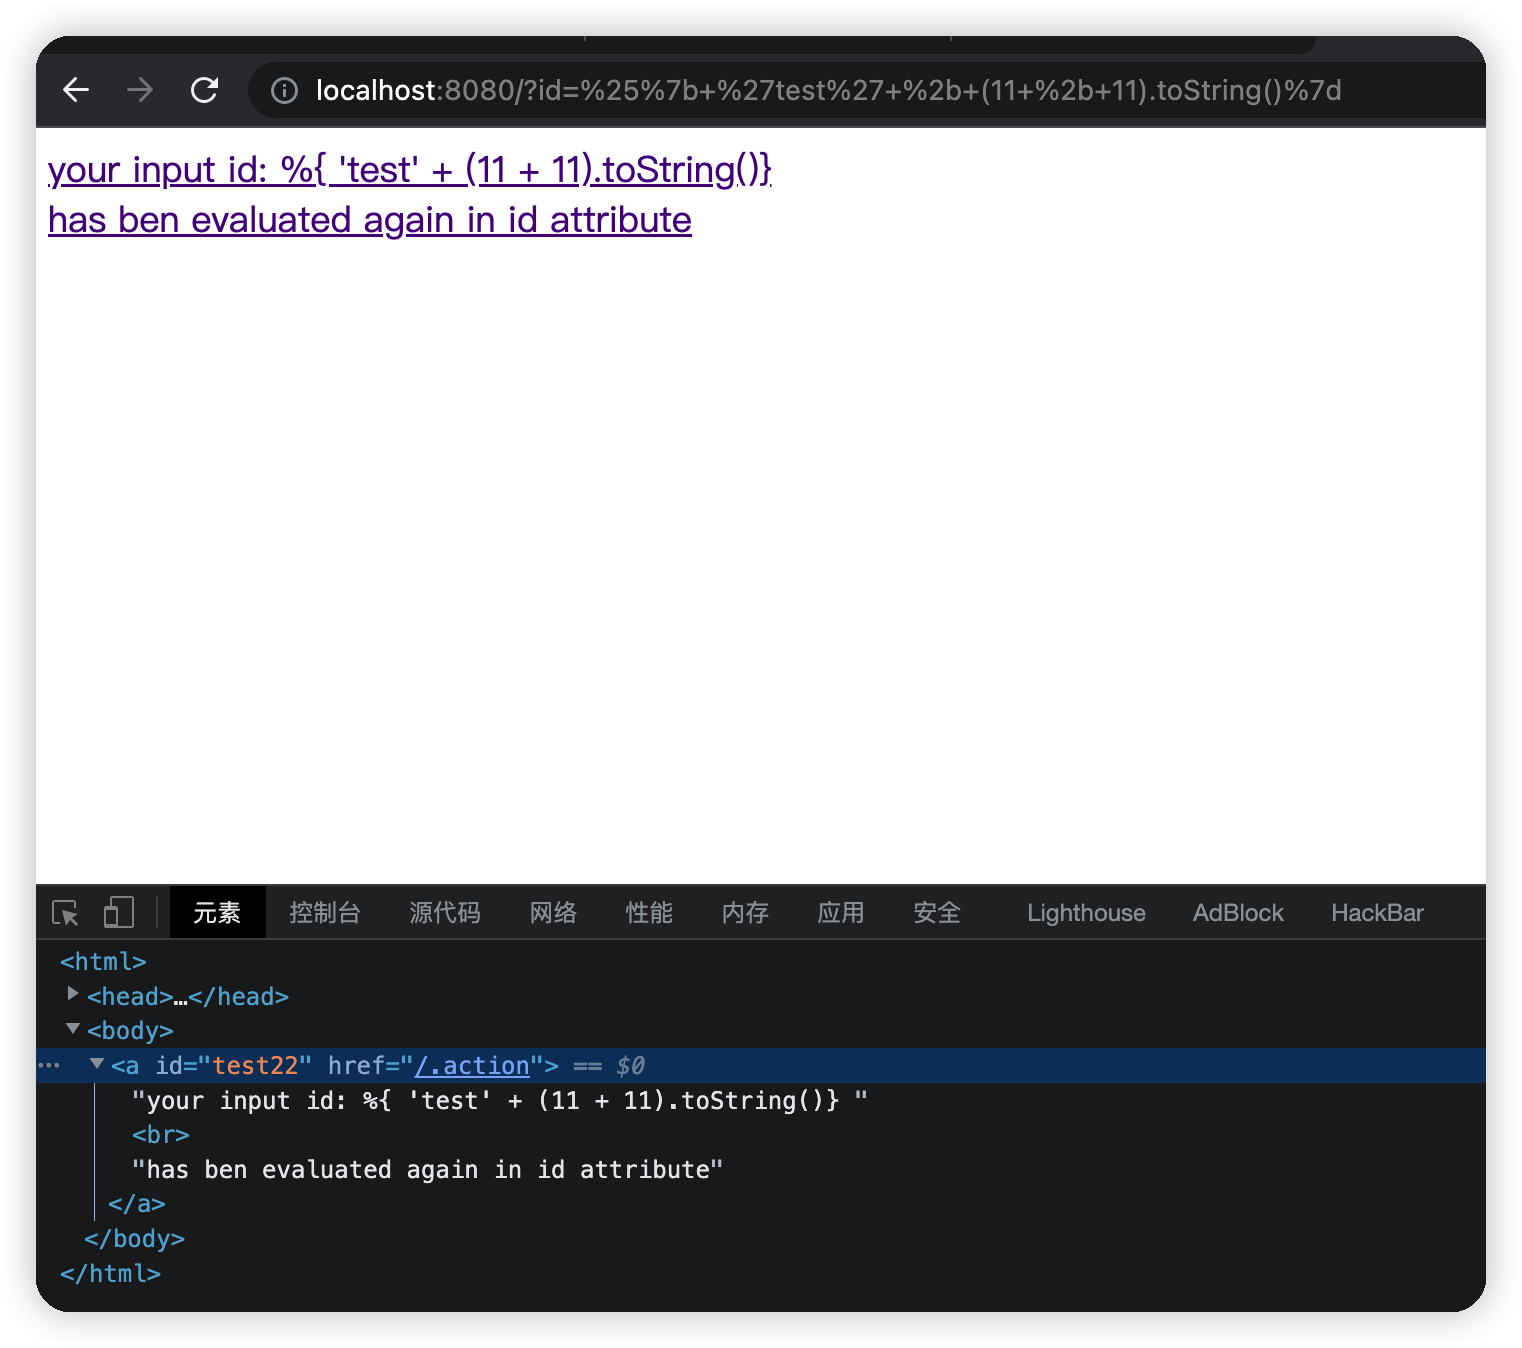 localhost:8080/?id=%25%7b+%27test%27+%2b+(11+%2b+11).toString()%7d
your input id: %{ 'test' + (11 + 11).toString()}
has ben evaluated again in id attribute
元素 控制台 源代码 网络 性能 内存 应用 安全 Lighthouse AdBlock HackBar
<html>
<head>…</head>
<body>
<a id="test22" href="/.action"> == $0
"your input id: %{ 'test' + (11 + 11).toString()} "
<br>
"has ben evaluated again in id attribute"
</a>
</body>
</html>